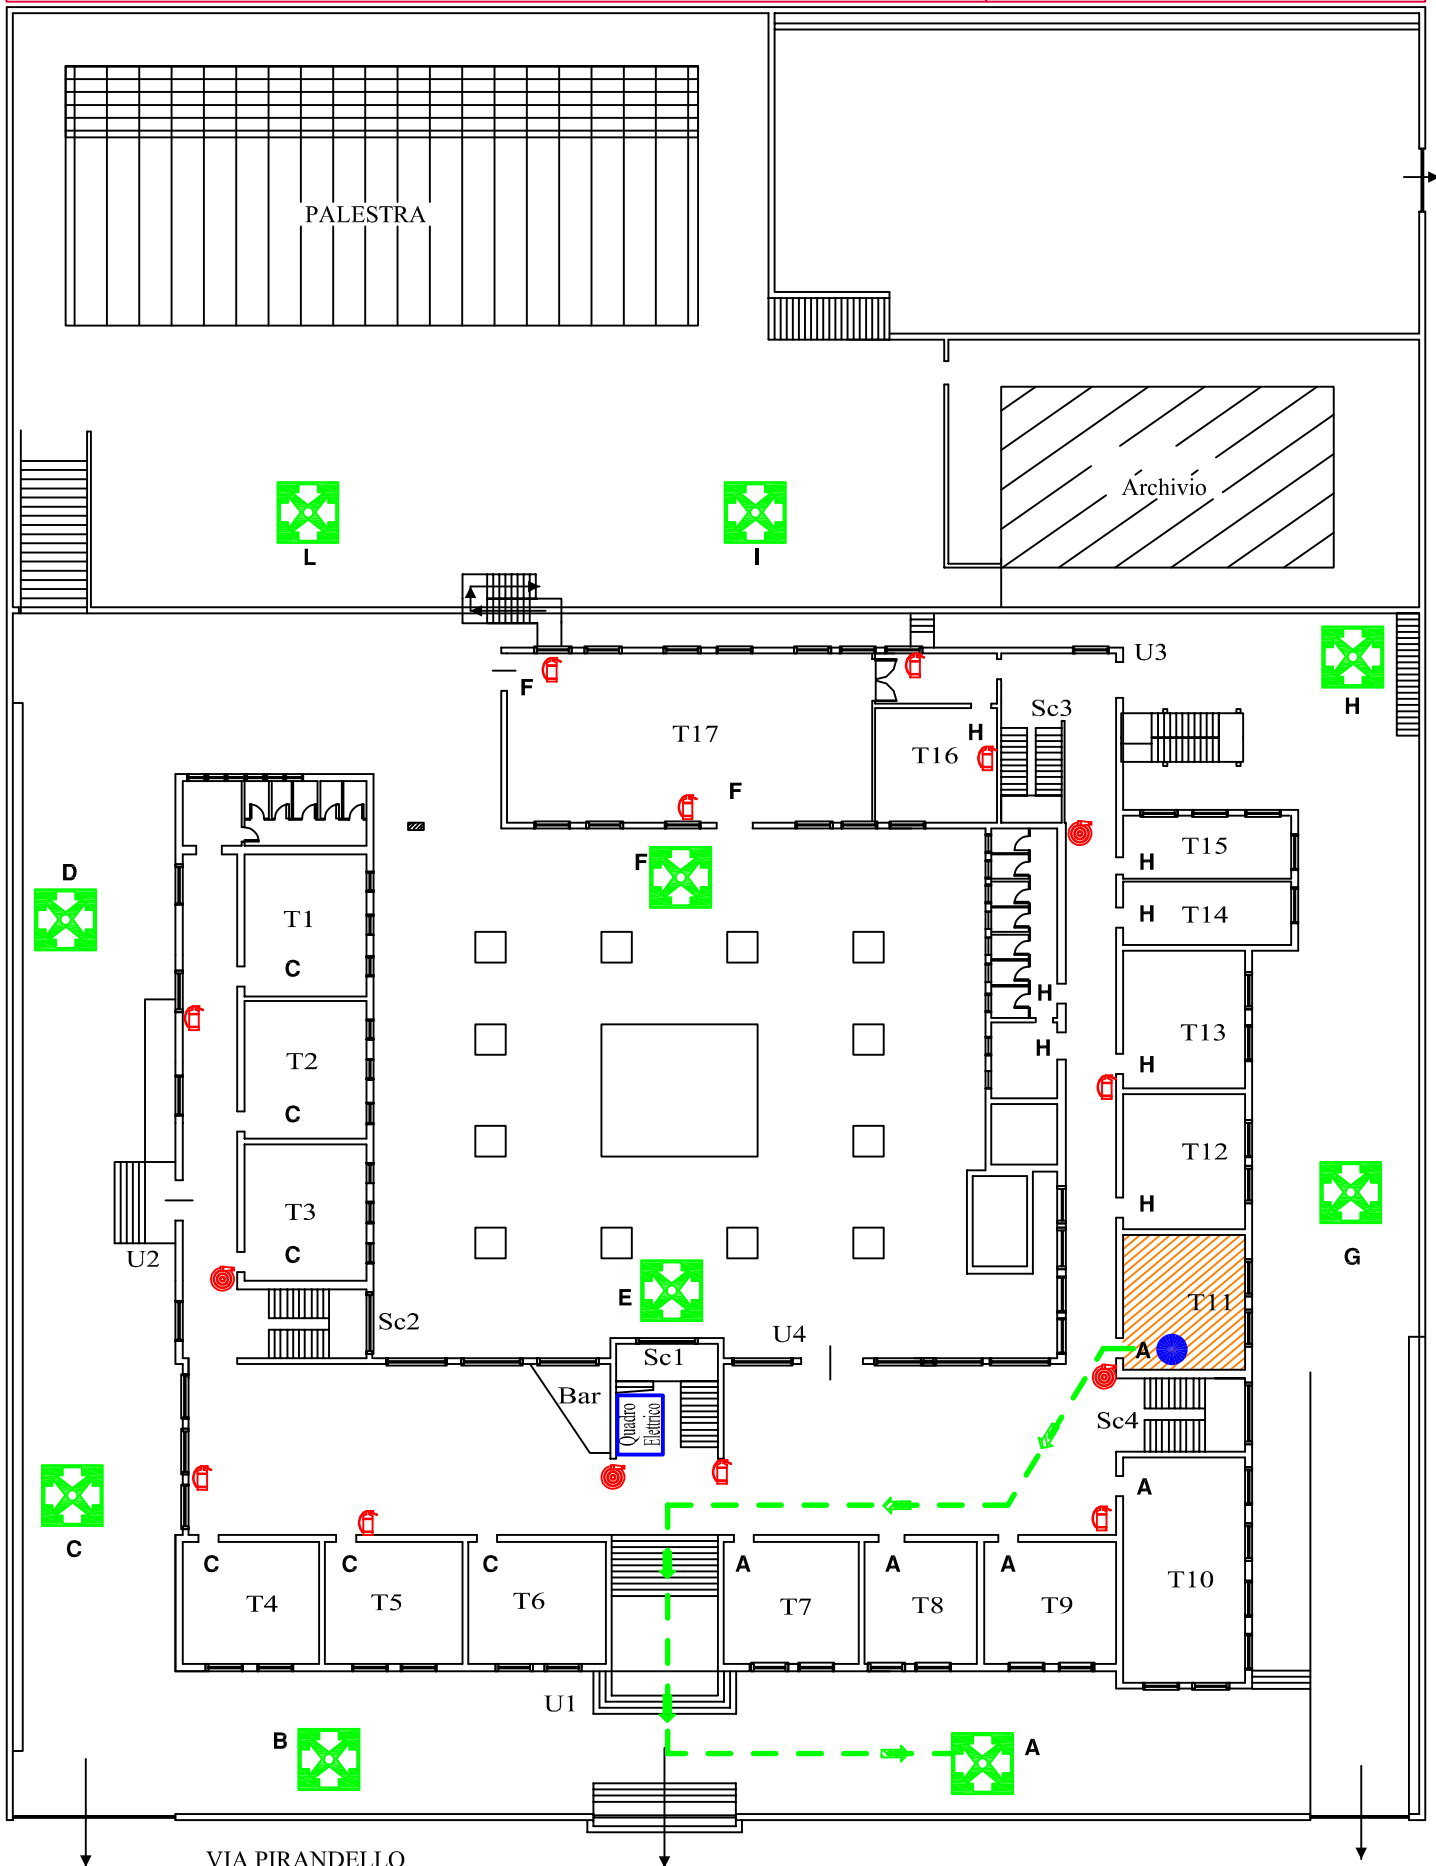 PALESTRA
Archivio
L
I
U3
H
F
Sc3
T17
H
T16
F
T15
H
F
D
T1
H
T14
C
H
T13
H
T2
H
C
T12
H
T3
C
U2
G
E
T11
Sc2
U4
A
Sc1
Bar
Quadro
Elettrico
Sc4
A
C
C
C
C
A
A
A
T4
T5
T6
T7
T8
T9
T10
U1
B
A
VIA PIRANDELLO